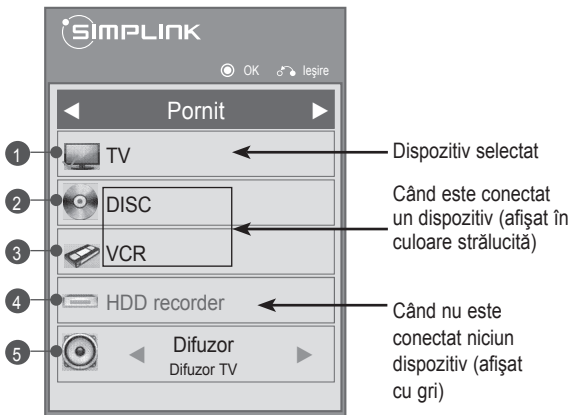 SIMPLINK
OK Ieşire
Pornit
1 TV
2 DISC
3 VCR
4 HDD recorder
5 Difuzor
Difuzor TV
Dispozitiv selectat
Când este conectat
un dispozitiv (afişat în
culoare strălucită)
Când nu este
conectat niciun
dispozitiv (afişat
cu gri)